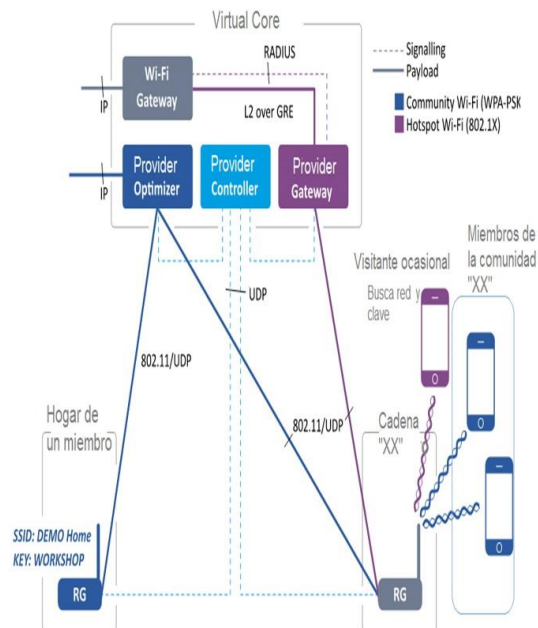 Virtual Core
RADIUS
Signalling
Payload
Wi-Fi
Gateway
IP
L2 over GRE
Community Wi-Fi (WPA-PSK
Hotspot Wi-Fi (802.1X)
Provider
Optimizer
Provider
Controller
Provider
Gateway
IP
UDP
Visitante ocasional
Busca red y
clave
Miembros de
la comunidad
"XX"
802.11/UDP
802.11/UDP
Hogar de
un miembro
Cadena
"XX"
SSID: DEMO Home
KEY: WORKSHOP
RG
RG